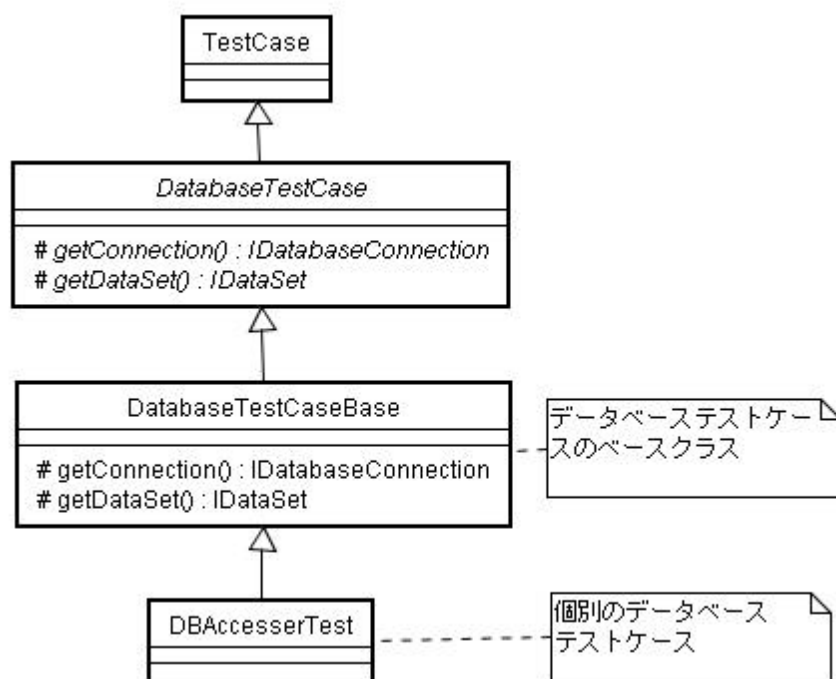 TestCase
DatabaseTestCase
# getConnection() : IDatabaseConnection
# getDataSet() : IDataSet
DatabaseTestCaseBase
# getConnection() : IDatabaseConnection
# getDataSet() : IDataSet
データベーステストケー
スのベースクラス
DBAccesserTest
個別のデータベース
テストケース